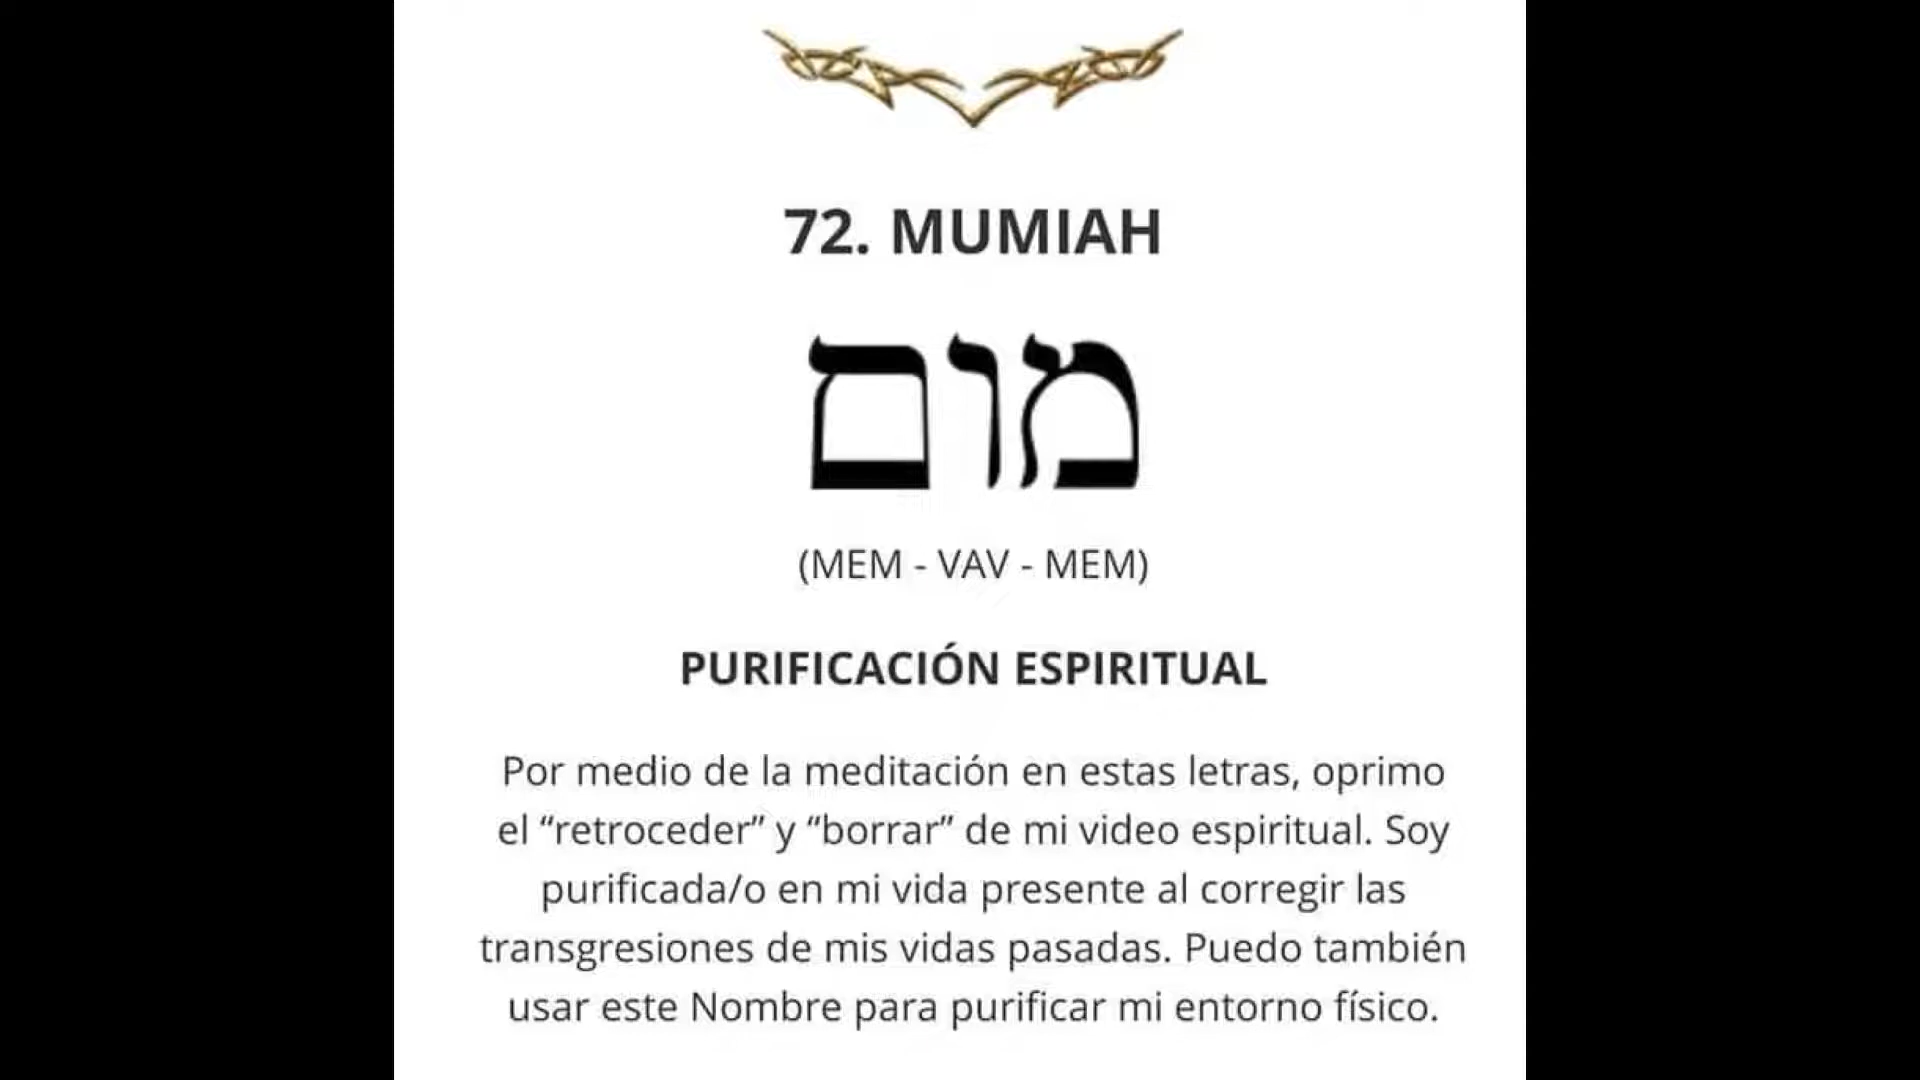 72. MUMIAH
מום
(MEM - VAV - MEM)
PURIFICACIÓN ESPIRITUAL
Por medio de la meditación en estas letras, oprimo
el “retroceder” y “borrar” de mi video espiritual. Soy
purificada/o en mi vida presente al corregir las
transgresiones de mis vidas pasadas. Puedo también
usar este Nombre para purificar mi entorno físico.